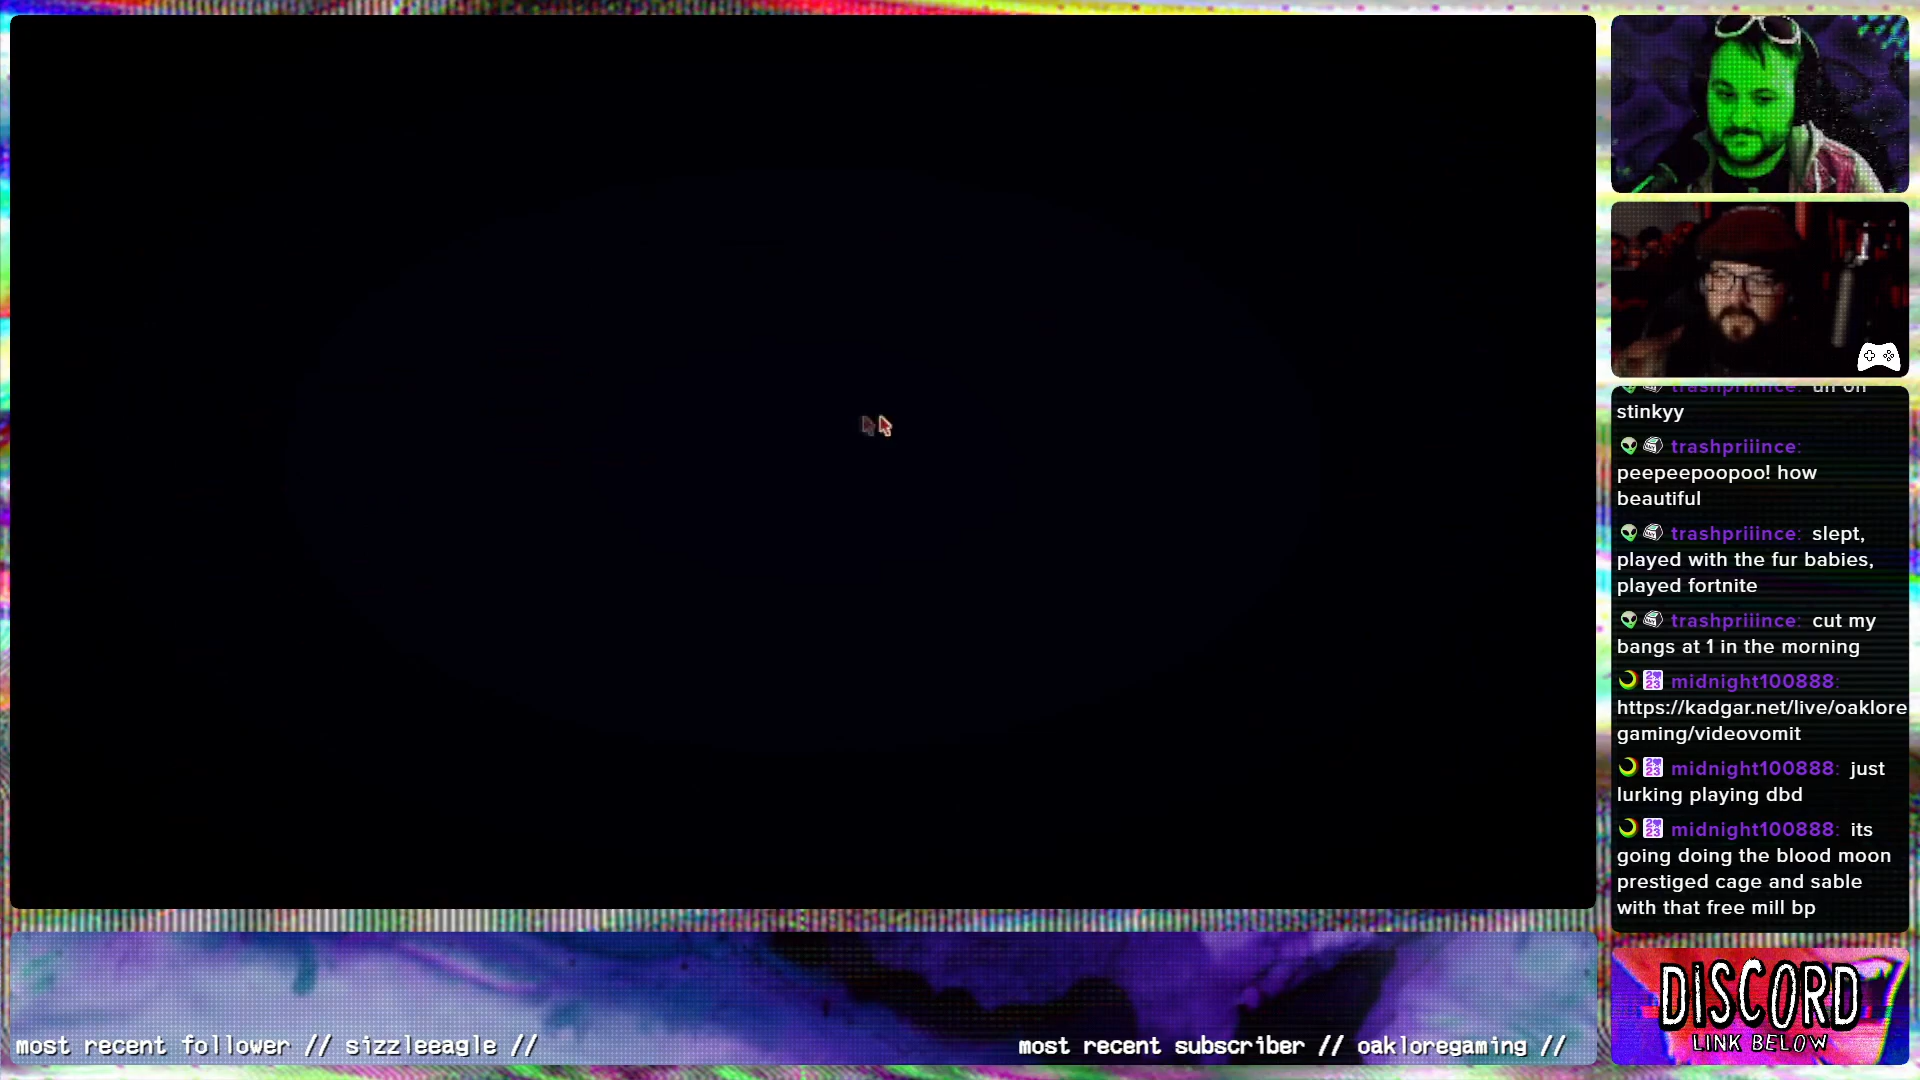 trashpriiince: uh oh
stinkyy
trashpriiince:
peepeepoopoo! how
beautiful
trashpriiince: slept,
played with the fur babies,
played fortnite
trashpriiince: cut my
bangs at 1 in the morning
midnight100888:
https://kadgar.net/live/oaklore
gaming/videovomit
midnight100888: just
lurking playing dbd
midnight100888: its
going doing the blood moon
prestiged cage and sable
with that free mill bp
DISCORD
LINK BELOW
most recent follower // sizzleeagle //
most recent subscriber // oakloregaming //